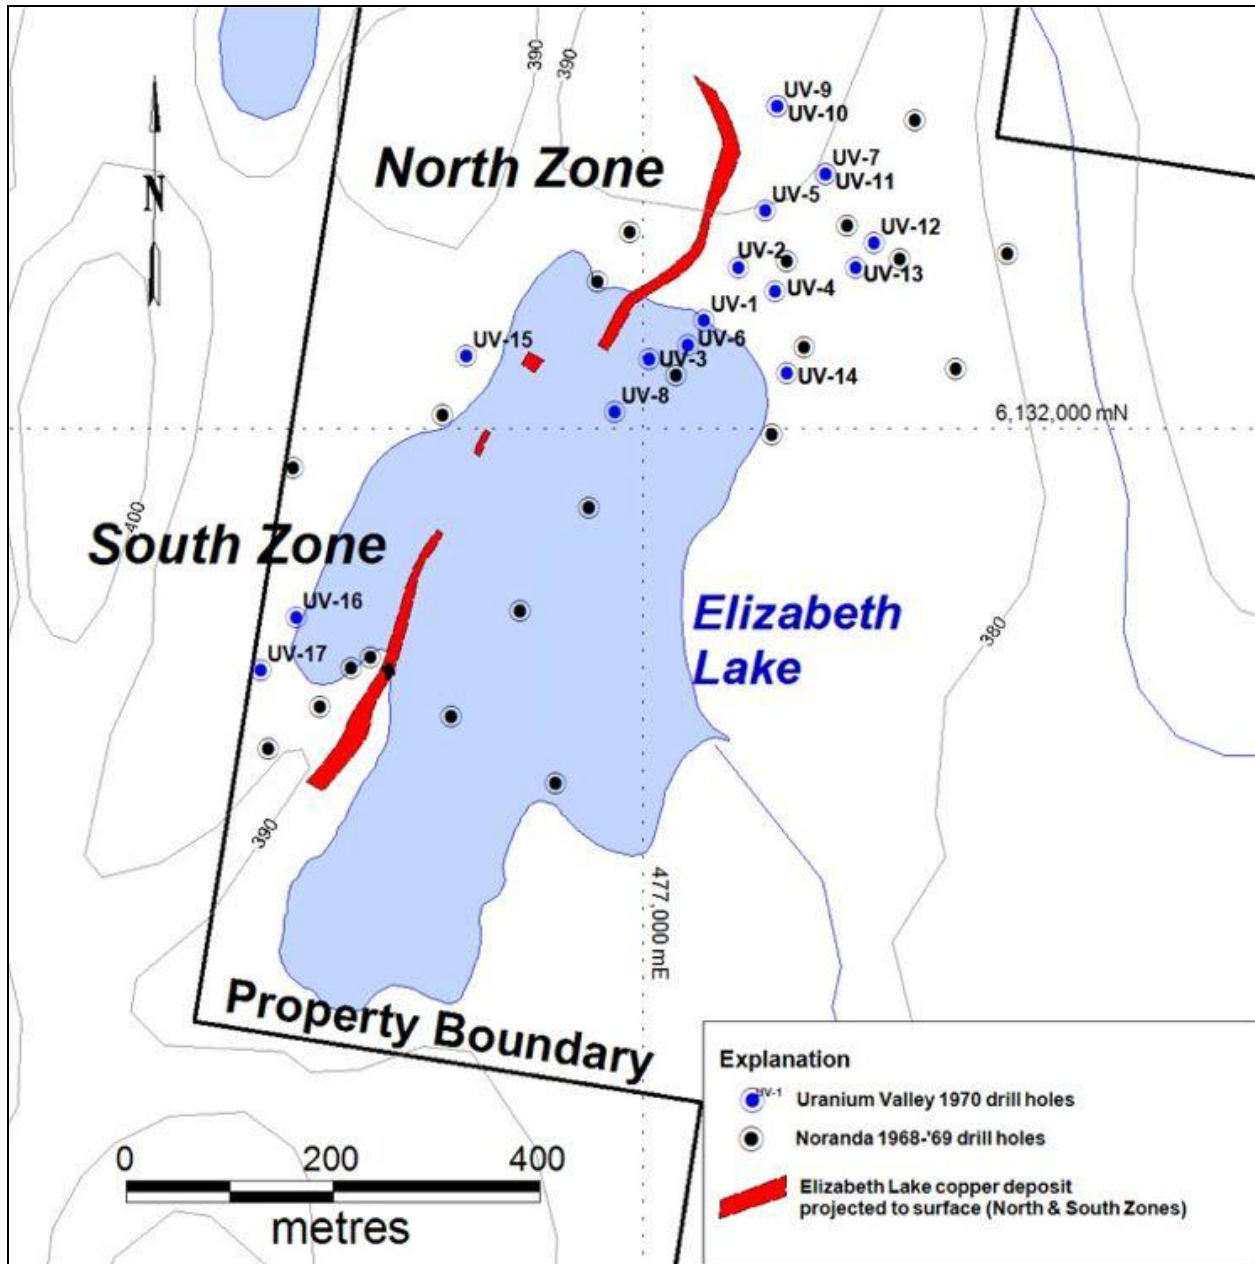 390
390
UV-9
UV-10
North Zone
N
UV-7
UV-11
UV-5
UV-12
UV-2
UV-13
UV-4
UV-1
UV-15
UV-6
UV-3
UV-14
UV-8
6,132,000 mN
400
South Zone
UV-16
Elizabeth
Lake
380
UV-17
390
477,000 mE
Property Boundary
Explanation
UV-1
Uranium Valley 1970 drill holes
Noranda 1968-'69 drill holes
Elizabeth Lake copper deposit
projected to surface (North & South Zones)
0 200 400
metres